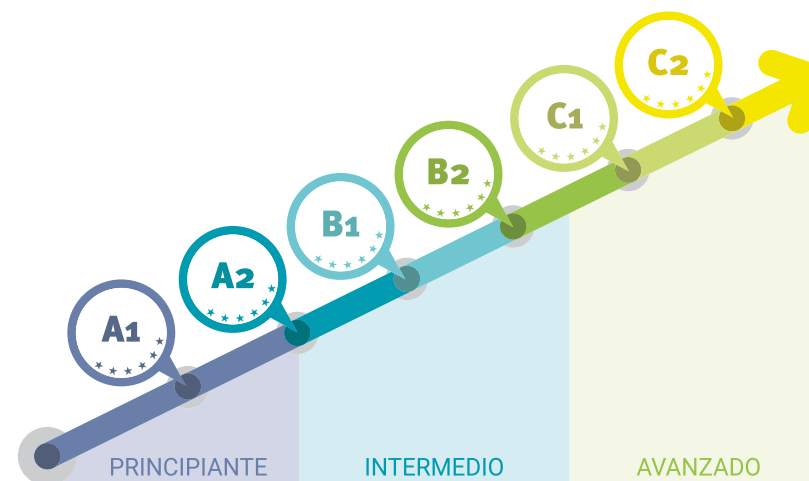 A1
A2
B1
B2
C1
C2
PRINCIPIANTE
INTERMEDIO
AVANZADO